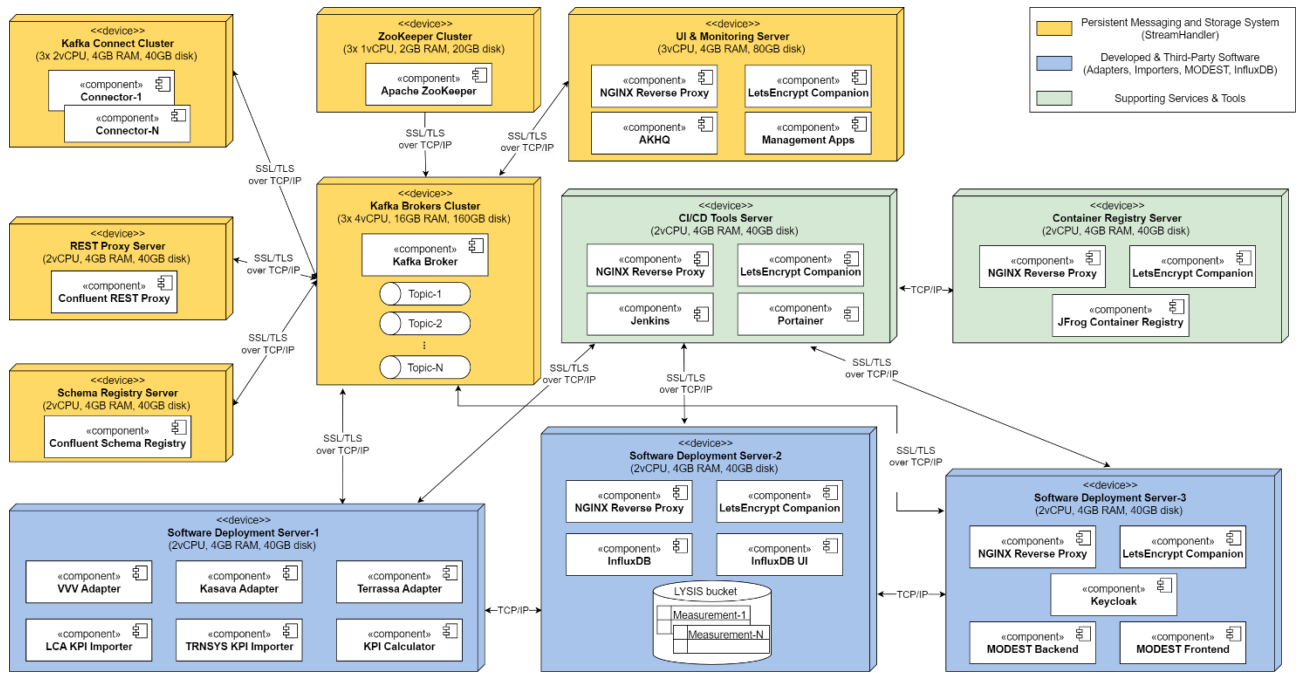 <<device>>
Kafka Connect Cluster
(3x 2vCPU, 4GB RAM, 40GB disk)
«component»
Connector-1
«component»
Connector-N
<<device>>
ZooKeeper Cluster
(3x 1vCPU, 2GB RAM, 20GB disk)
«component»
Apache ZooKeeper
<<device>>
UI & Monitoring Server
(3vCPU, 4GB RAM, 80GB disk)
«component»
NGINX Reverse Proxy
«component»
LetsEncrypt Companion
«component»
AKHQ
«component»
Management Apps
Persistent Messaging and Storage System
(StreamHandler)
Developed & Third-Party Software
(Adapters, Importers, MODEST, InfluxDB)
Supporting Services & Tools
SSL/TLS
over TCP/IP
SSL/TLS
over TCP/IP
SSL/TLS
over TCP/IP
<<device>>
REST Proxy Server
(2vCPU, 4GB RAM, 40GB disk)
«component»
Confluent REST Proxy
SSL/TLS
over TCP/IP
<<device>>
Kafka Brokers Cluster
(3x 4vCPU, 16GB RAM, 160GB disk)
«component»
Kafka Broker
Topic-1
Topic-2
⋮
Topic-N
<<device>>
CI/CD Tools Server
(2vCPU, 4GB RAM, 40GB disk)
«component»
NGINX Reverse Proxy
«component»
LetsEncrypt Companion
«component»
Jenkins
«component»
Portainer
TCP/IP
<<device>>
Container Registry Server
(2vCPU, 4GB RAM, 40GB disk)
«component»
NGINX Reverse Proxy
«component»
LetsEncrypt Companion
«component»
JFrog Container Registry
SSL/TLS
over TCP/IP
<<device>>
Schema Registry Server
(2vCPU, 4GB RAM, 40GB disk)
«component»
Confluent Schema Registry
SSL/TLS
over TCP/IP
SSL/TLS
over TCP/IP
SSL/TLS
over TCP/IP
SSL/TLS
over TCP/IP
SSL/TLS
over TCP/IP
<<device>>
Software Deployment Server-1
(2vCPU, 4GB RAM, 40GB disk)
«component»
VVV Adapter
«component»
Kasava Adapter
«component»
Terrassa Adapter
«component»
LCA KPI Importer
«component»
TRNSYS KPI Importer
«component»
KPI Calculator
TCP/IP
<<device>>
Software Deployment Server-2
(2vCPU, 4GB RAM, 40GB disk)
«component»
NGINX Reverse Proxy
«component»
LetsEncrypt Companion
«component»
InfluxDB
«component»
InfluxDB UI
LYSIS bucket
Measurement-1
Measurement-N
TCP/IP
<<device>>
Software Deployment Server-3
(2vCPU, 4GB RAM, 40GB disk)
«component»
NGINX Reverse Proxy
«component»
LetsEncrypt Companion
«component»
Keycloak
«component»
MODEST Backend
«component»
MODEST Frontend